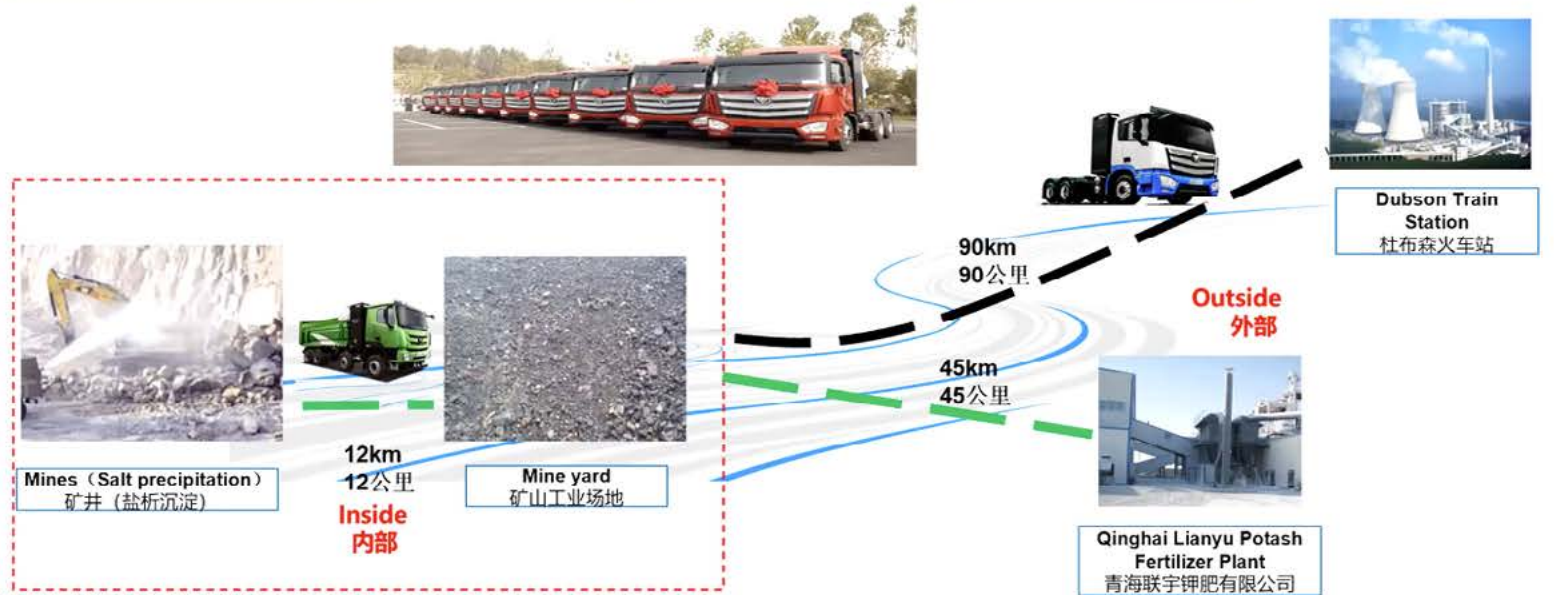 Dubson Train
Station
杜布森火车站
90km
90公里
Outside
外部
45km
45公里
12km
12公里
Mines（Salt precipitation）
矿井（盐析沉淀）
Mine yard
矿山工业场地
Inside
内部
Qinghai Lianyu Potash
Fertilizer Plant
青海联宇钾肥有限公司